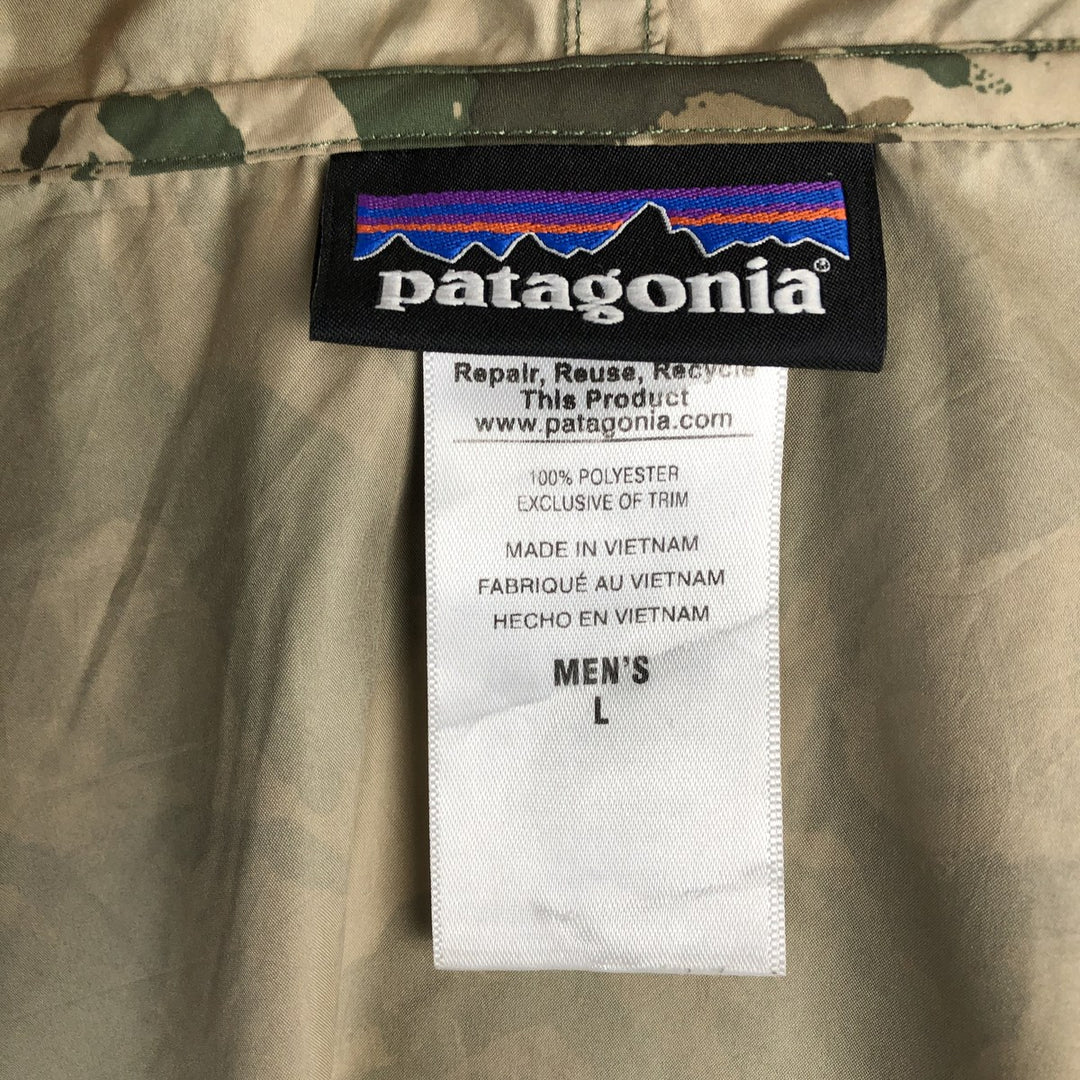 patagonia®
Repair, Reuse, Recycle
This Product
www.patagonia.com
100% POLYESTER
EXCLUSIVE OF TRIM
MADE IN VIETNAM
FABRIQUÉ AU VIETNAM
HECHO EN VIETNAM
MEN'S
L